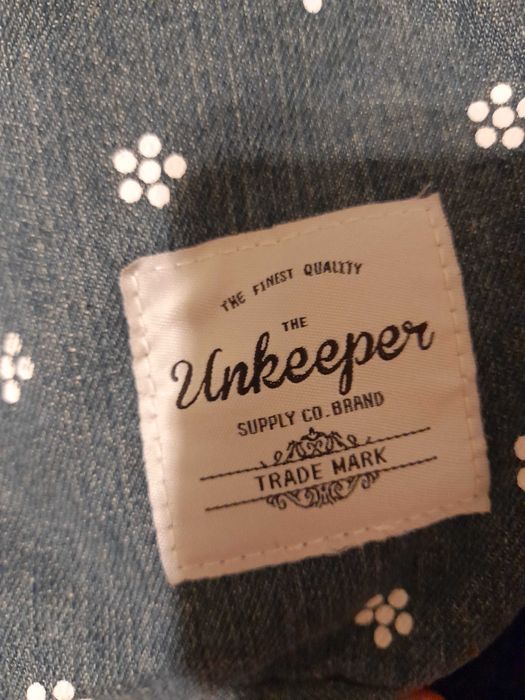 THE FINEST QUALITY
THE
Unkeeper
SUPPLY CO. BRAND
TRADE MARK